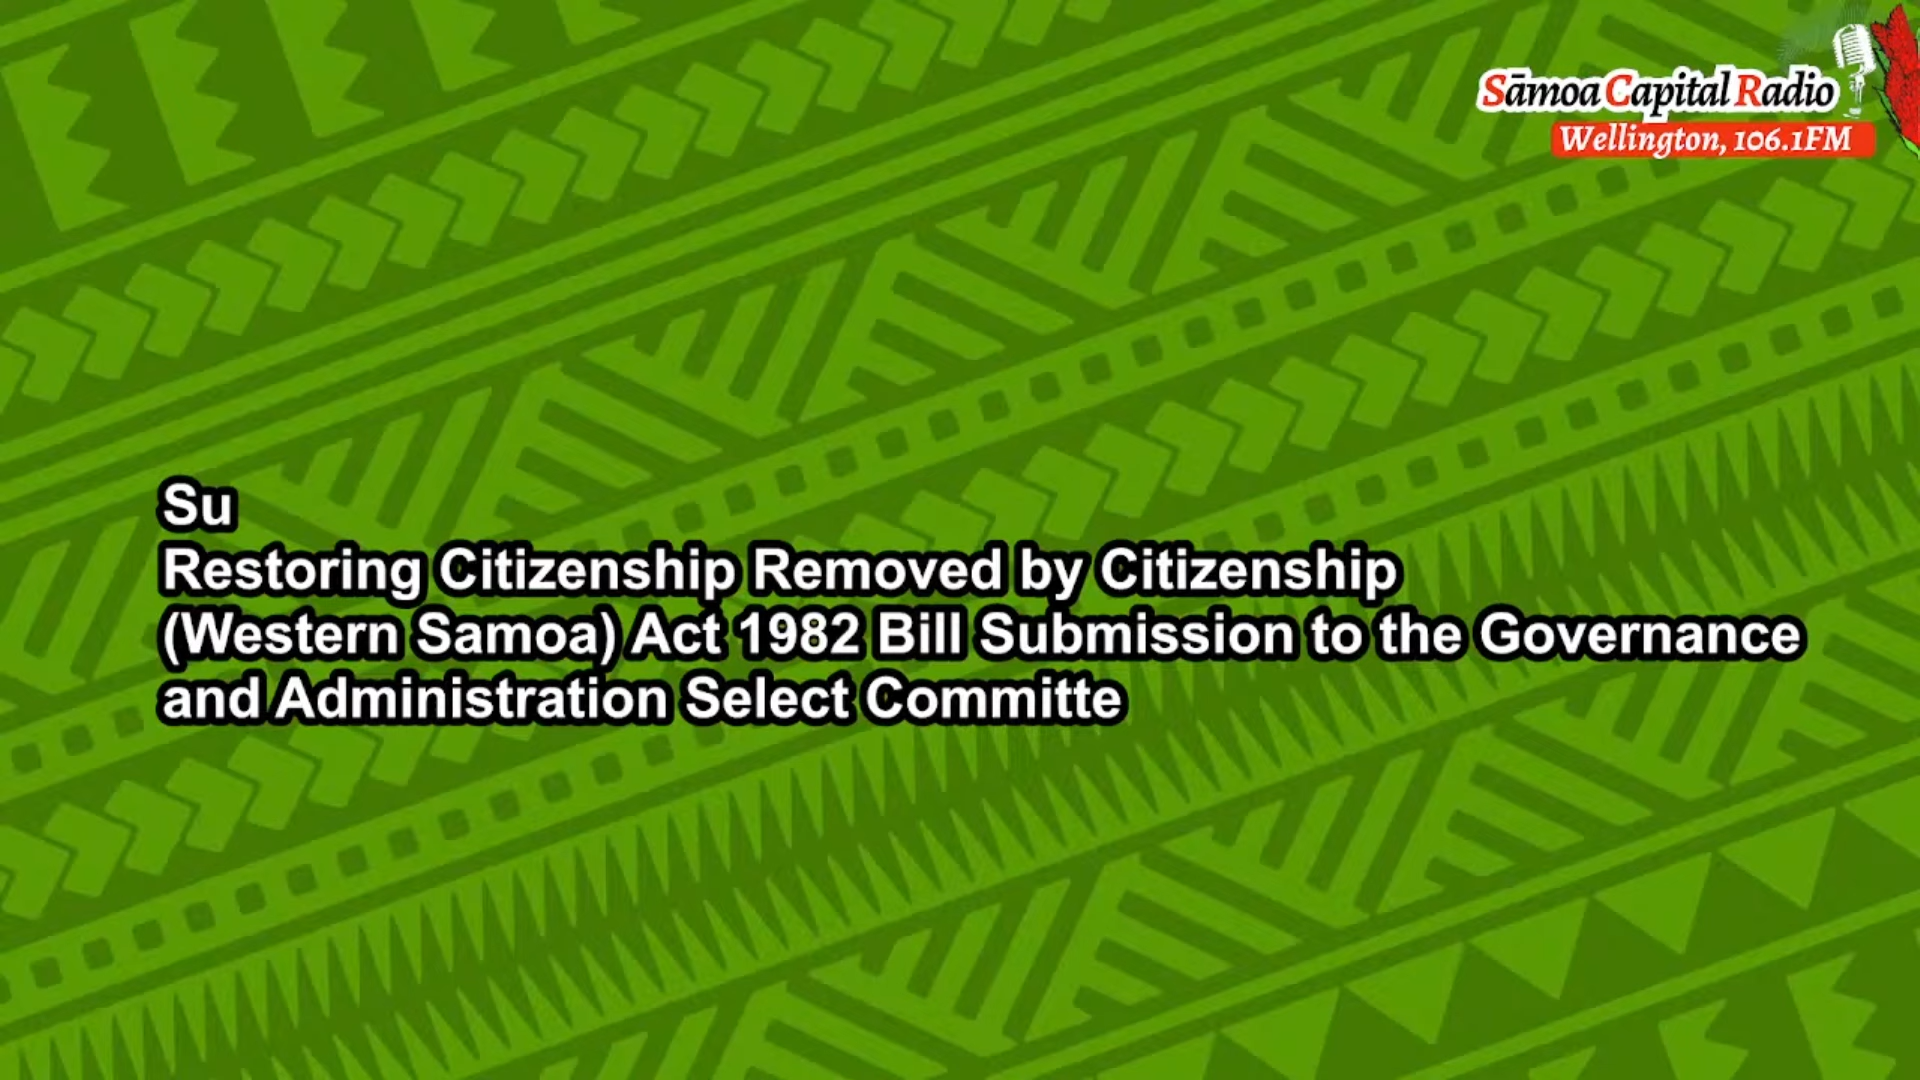 Sāmoa Capital Radio
Wellington, 106.1FM
Su
Restoring Citizenship Removed by Citizenship
(Western Samoa) Act 1982 Bill Submission to the Governance
and Administration Select Committe